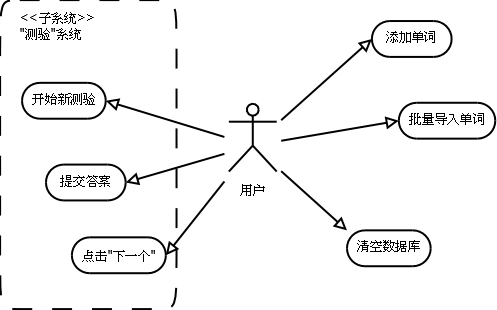 <<子系统>>
"测验"系统
添加单词
开始新测验
批量导入单词
提交答案
用户
点击"下一个"
清空数据库